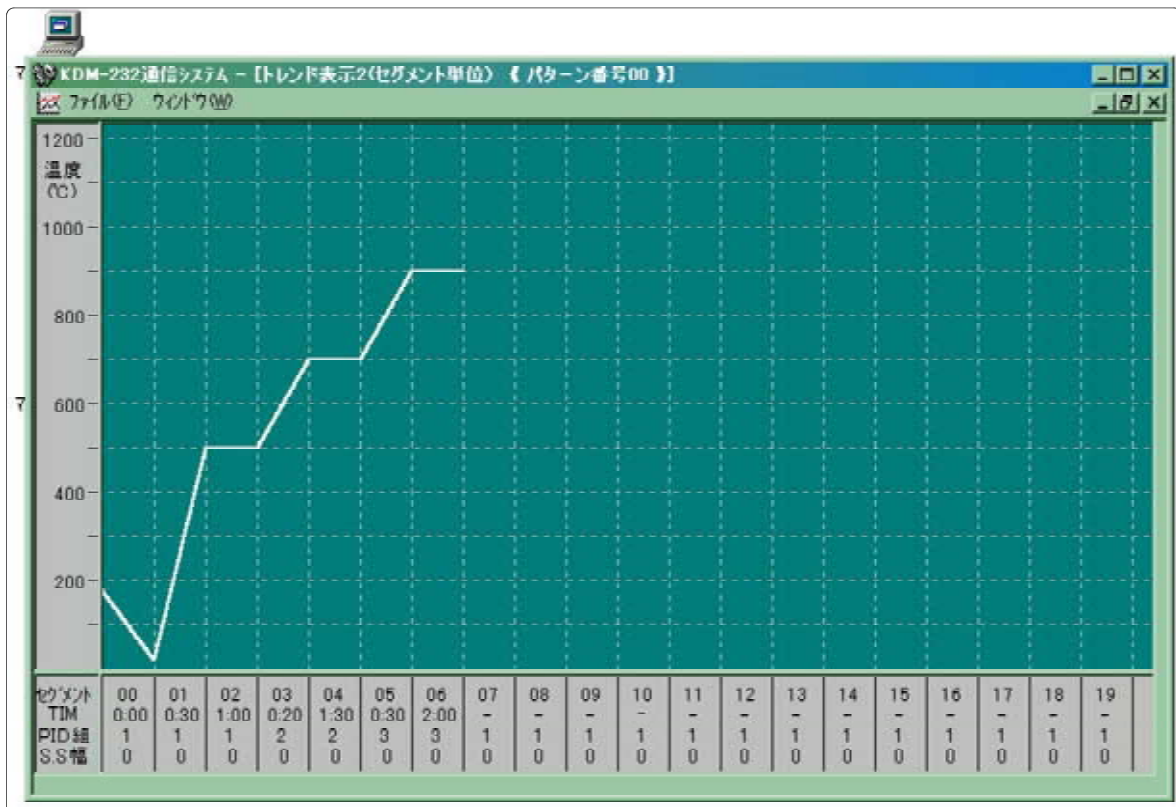 KDM-232通信システム - [トレンド表示2(セグメント単位) 《 パターン番号00 》]
ファイル(F) ウィンドウ(W)
1200
温度
(℃)
1000
800
マ
600
400
200
セグメント 00 01 02 03 04 05 06 07 08 09 10 11 12 13 14 15 16 17 18 19
TIM 0:00 0:30 1:00 0:20 1:30 0:30 2:00 - - - - - - - - - - - - -
PID組 1 1 1 2 2 3 3 1 1 1 1 1 1 1 1 1 1 1 1 1
S.S幅 0 0 0 0 0 0 0 0 0 0 0 0 0 0 0 0 0 0 0 0